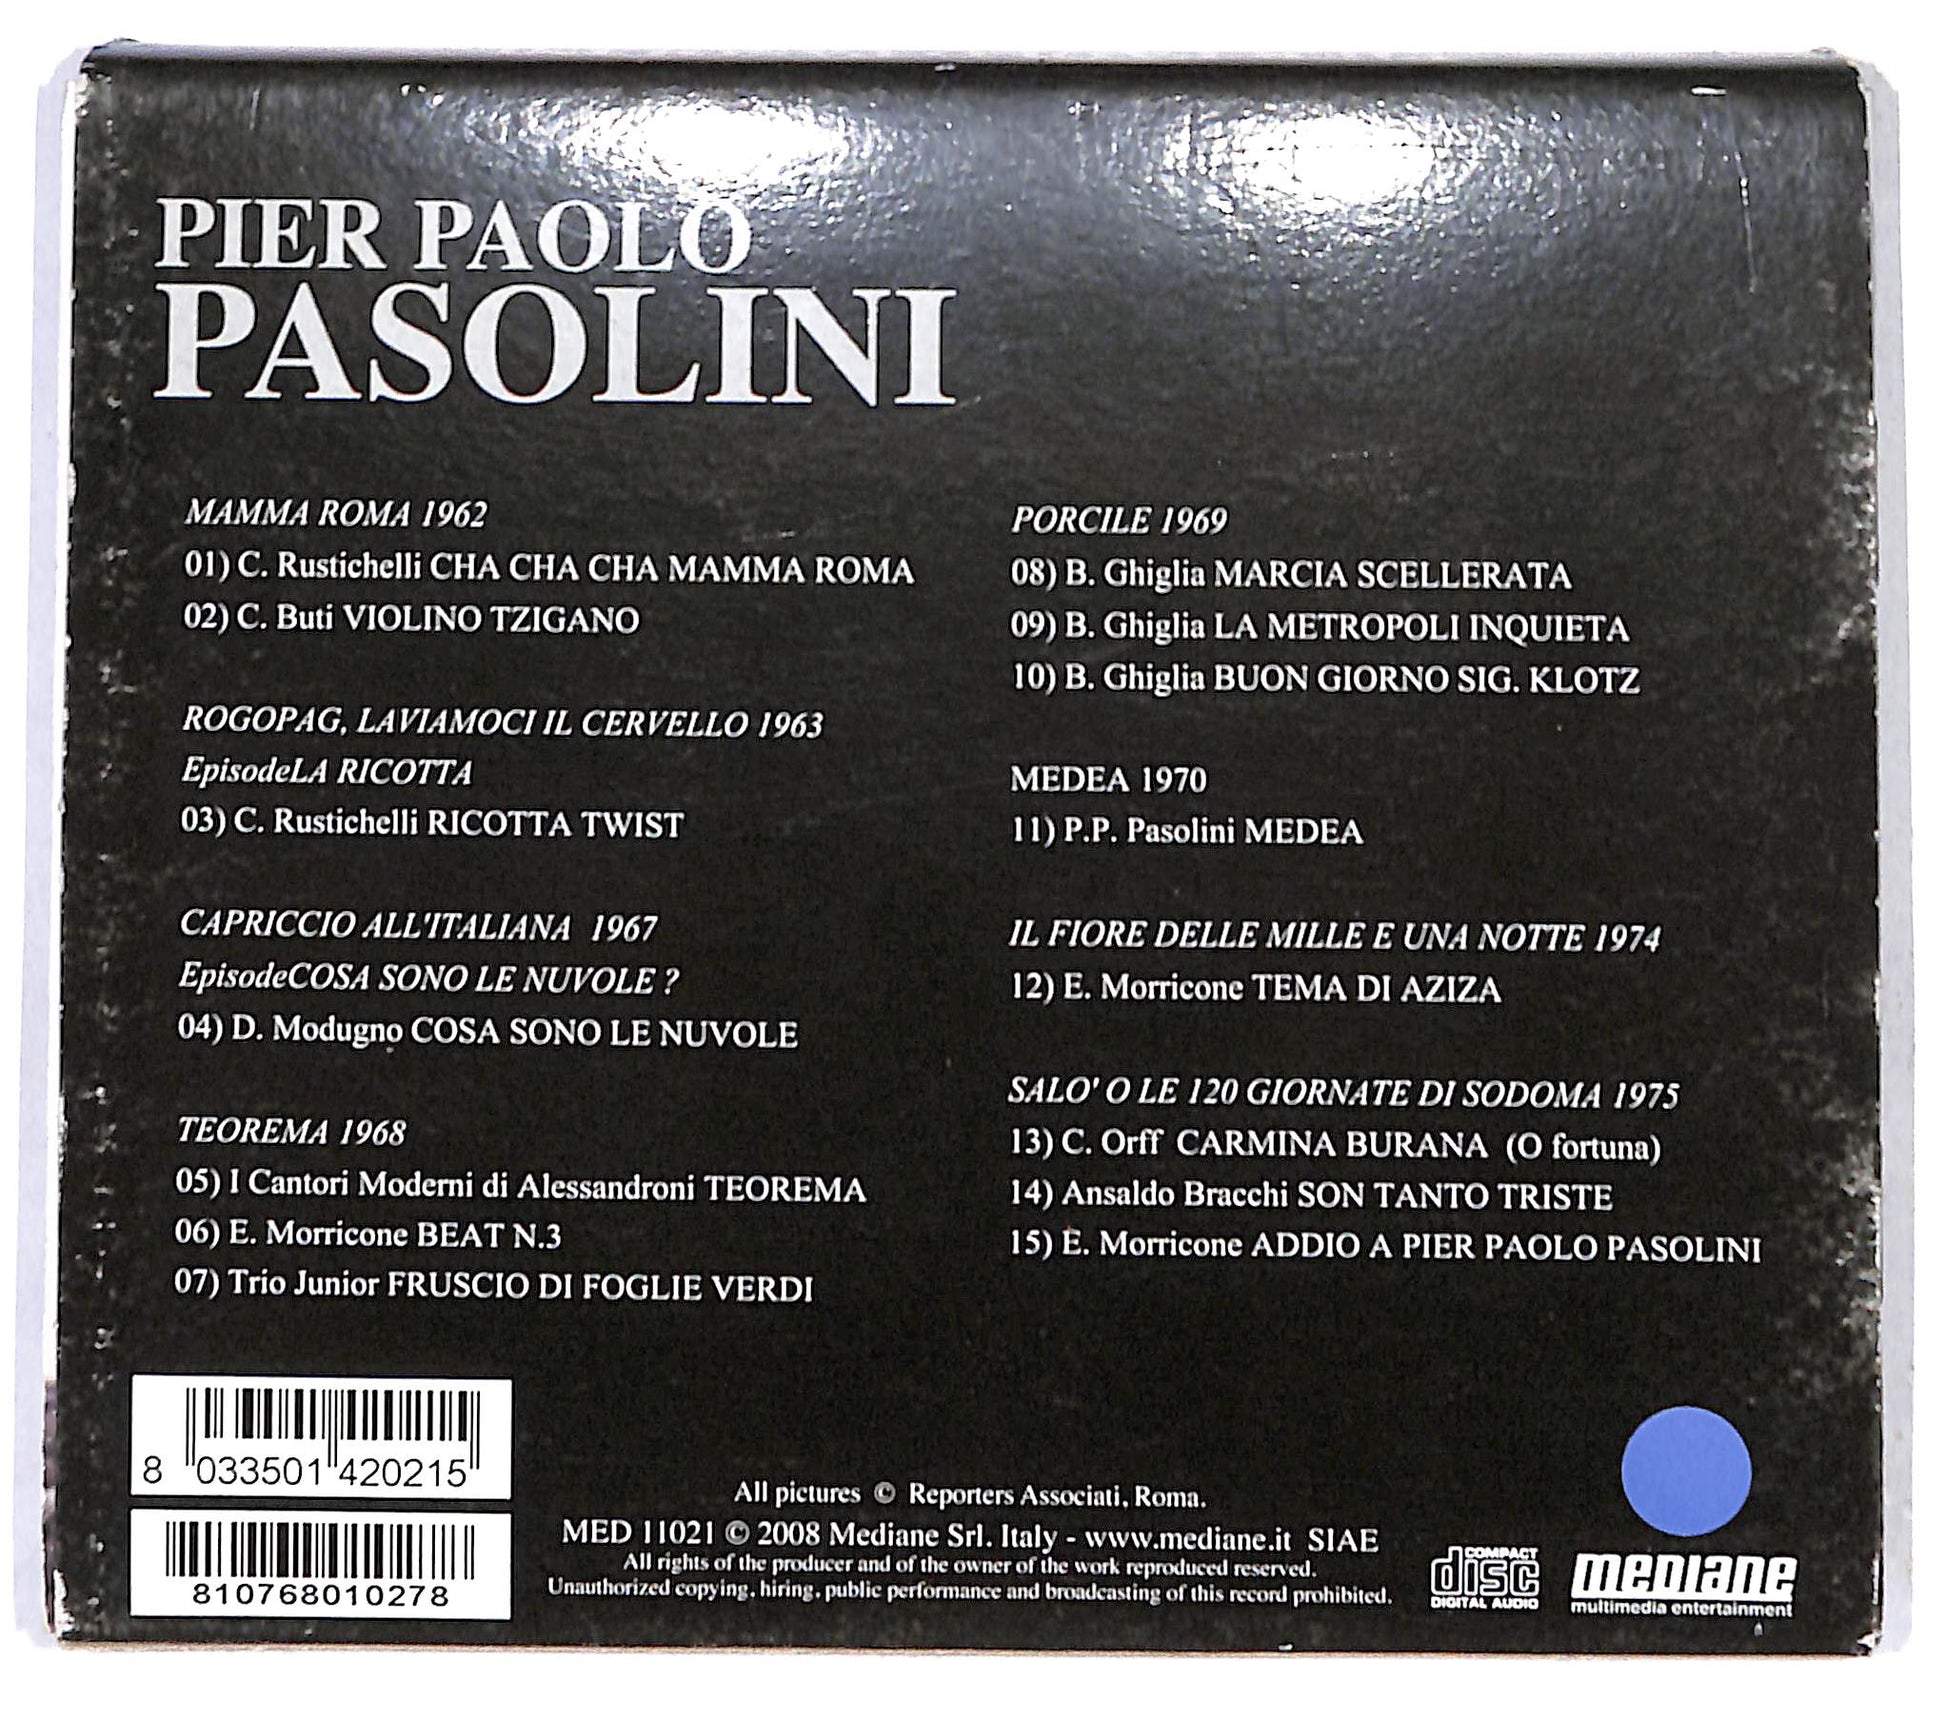 PIER PAOLO
PASOLINI
MAMMA ROMA 1962
01) C. Rustichelli CHA CHA CHA MAMMA ROMA
02) C. Buti VIOLINO TZIGANO
ROGOPAG, LAVIAMOCI IL CERVELLO 1963
EpisodeLA RICOTTA
03) C. Rustichelli RICOTTA TWIST
CAPRICCIO ALL'ITALIANA 1967
EpisodeCOSA SONO LE NUVOLE ?
04) D. Modugno COSA SONO LE NUVOLE
TEOREMA 1968
05) I Cantori Moderni di Alessandroni TEOREMA
06) E. Morricone BEAT N.3
07) Trio Junior FRUSCIO DI FOGLIE VERDI
PORCILE 1969
08) B. Ghiglia MARCIA SCELLERATA
09) B. Ghiglia LA METROPOLI INQUIETA
10) B. Ghiglia BUON GIORNO SIG. KLOTZ
MEDEA 1970
11) P.P. Pasolini MEDEA
IL FIORE DELLE MILLE E UNA NOTTE 1974
12) E. Morricone TEMA DI AZIZA
SALO' O LE 120 GIORNATE DI SODOMA 1975
13) C. Orff CARMINA BURANA (O fortuna)
14) Ansaldo Bracchi SON TANTO TRISTE
15) E. Morricone ADDIO A PIER PAOLO PASOLINI
8 033501 420215
810768010278
All pictures © Reporters Associati, Roma.
MED 11021 © 2008 Mediane Srl. Italy - www.mediane.it SIAE
All rights of the producer and of the owner of the work reproduced reserved.
Unauthorized copying, hiring, public performance and broadcasting of this record prohibited.
COMPACT
disc
DIGITAL AUDIO
mediane
multimedia entertainment